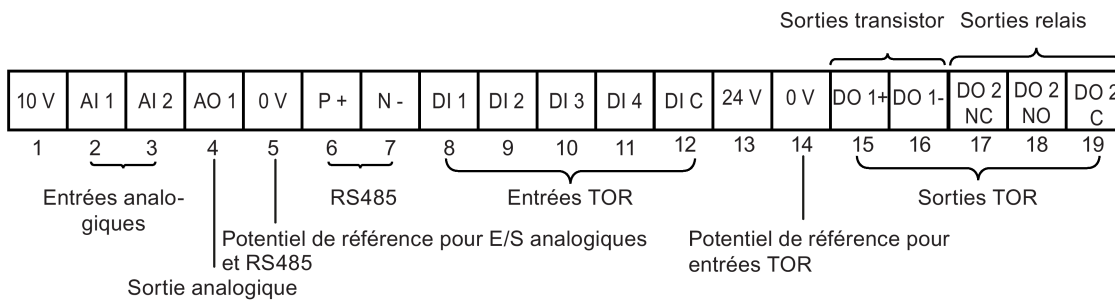 Sorties transistor Sorties relais
10 V AI 1 AI 2 AO 1 0 V P + N - DI 1 DI 2 DI 3 DI 4 DI C 24 V 0 V DO 1+ DO 1- DO 2 NC DO 2 NO DO 2 C
1 2 3 4 5 6 7 8 9 10 11 12 13 14 15 16 17 18 19
Entrées analo-
giques
RS485
Entrées TOR
Sorties TOR
Potentiel de référence pour E/S analogiques
et RS485
Potentiel de référence pour
entrées TOR
Sortie analogique